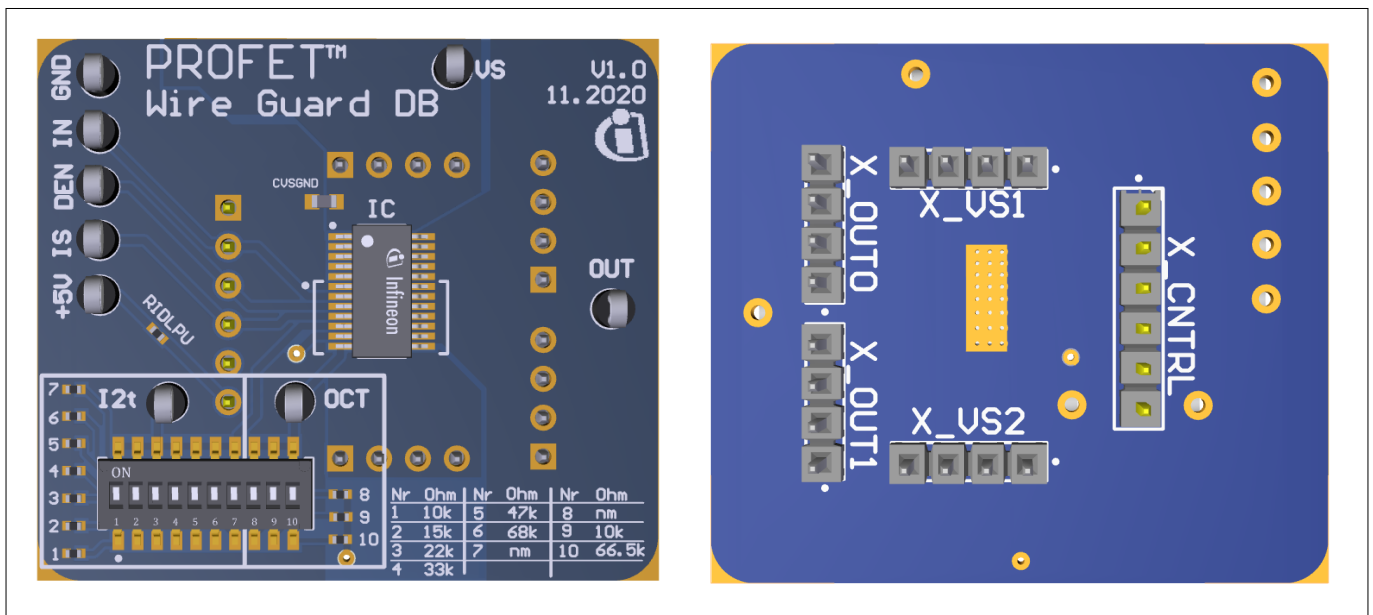 PROFET™
Wire Guard DB
VS
V1.0
11.2020
GND
IN
DEN
IS
+5V
CVSGND
IC
Infineon
OUT
RIDLPU
I2t
OCT
7
6
5
4
3
2
1
ON
1 2 3 4 5 6 7 8 9 10
8
9
10
Nr Ohm Nr Ohm Nr Ohm
1 10k 5 47k 8 nm
2 15k 6 68k 9 10k
3 22k 7 nm 10 66.5k
4 33k
X_OUT0
X_VS1
X_CNTRL
X_OUT1
X_VS2